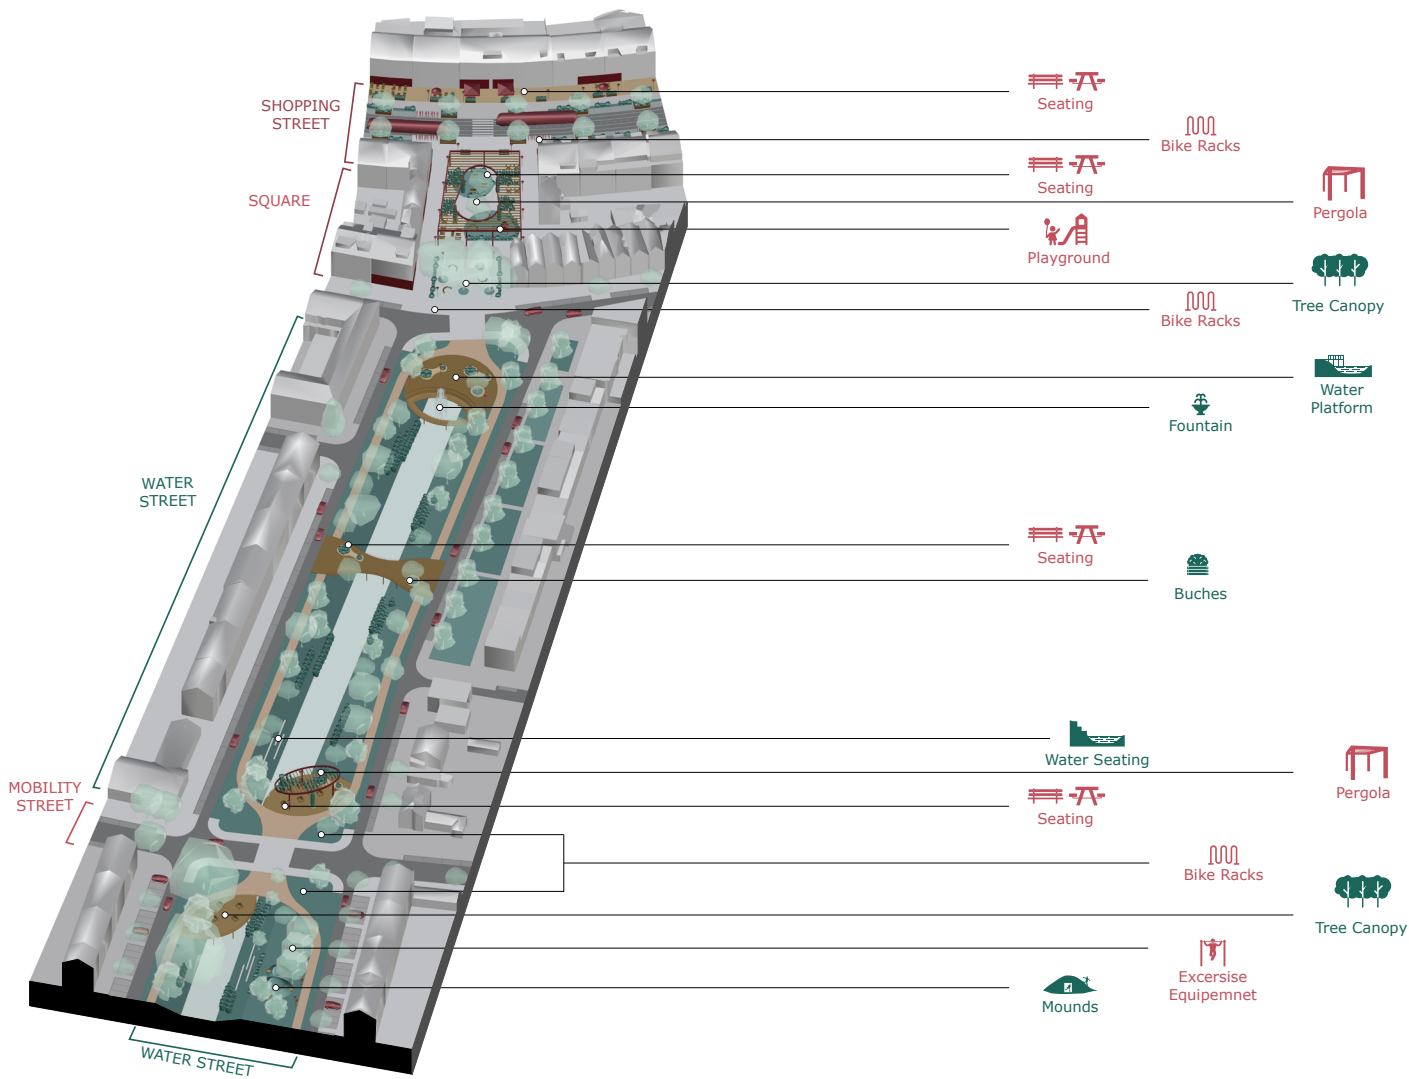 SHOPPING
STREET
Seating
Bike Racks
SQUARE
Seating
Pergola
Playground
Tree Canopy
Bike Racks
Water
Platform
Fountain
WATER
STREET
Seating
Buches
Water Seating
MOBILITY
STREET
Pergola
Seating
Bike Racks
Tree Canopy
Excersise
Equipemnet
Mounds
WATER STREET